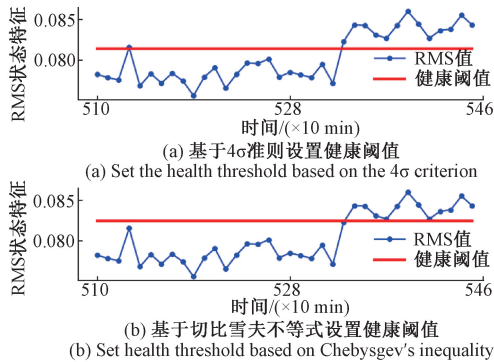 RMS状态特征
0.085
0.080
RMS值
健康阈值
510
528
546
时间/(×10 min)
(a) 基于4σ准则设置健康阈值
(a) Set the health threshold based on the 4σ criterion
RMS状态特征
0.085
0.080
RMS值
健康阈值
510
528
546
时间/(×10 min)
(b) 基于切比雪夫不等式设置健康阈值
(b) Set health threshold based on Chebysgev's inequality